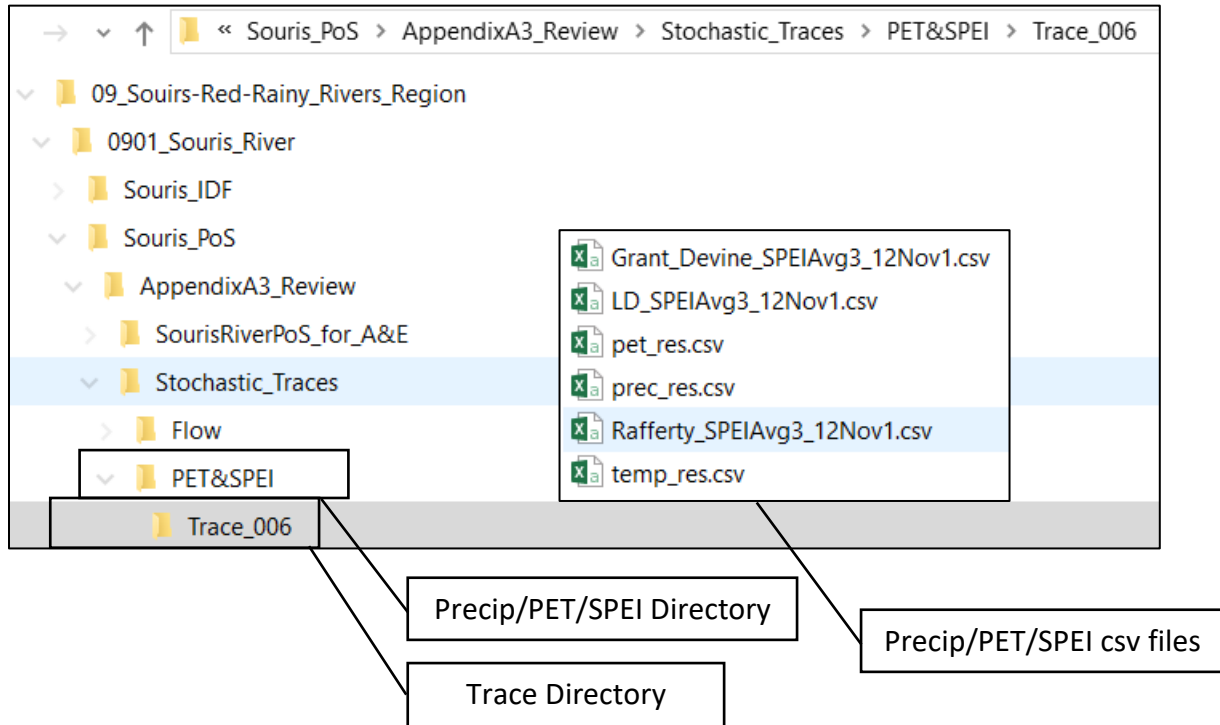 « Souris_PoS > AppendixA3_Review > Stochastic_Traces > PET&SPEI > Trace_006
09_Souirs-Red-Rainy_Rivers_Region
0901_Souris_River
Souris_IDF
Souris_PoS
AppendixA3_Review
SourisRiverPoS_for_A&E
Stochastic_Traces
Flow
PET&SPEI
Trace_006
Grant_Devine_SPEIAvg3_12Nov1.csv
LD_SPEIAvg3_12Nov1.csv
pet_res.csv
prec_res.csv
Rafferty_SPEIAvg3_12Nov1.csv
temp_res.csv
Precip/PET/SPEI Directory
Precip/PET/SPEI csv files
Trace Directory